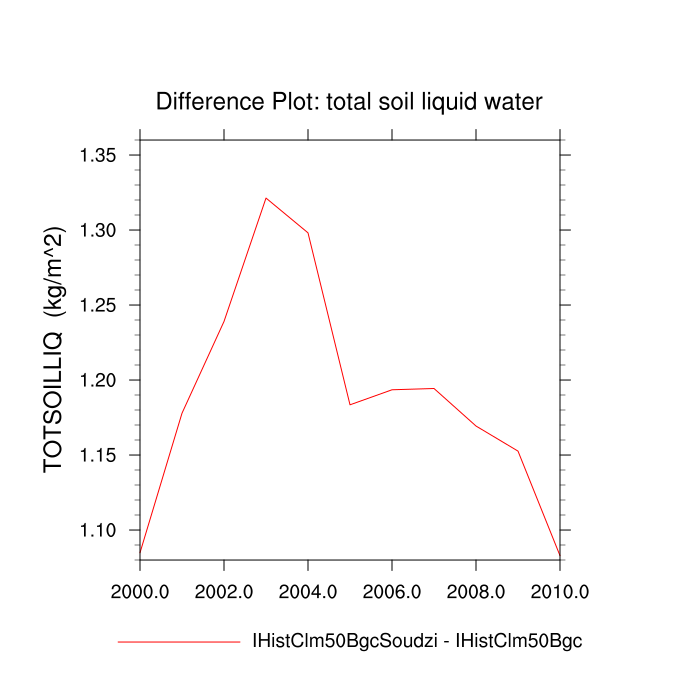 Difference Plot: total soil liquid water
TOTSOILLIQ (kg/m^2)
1.35
1.30
1.25
1.20
1.15
1.10
2000.0 2002.0 2004.0 2006.0 2008.0 2010.0
IHistClm50BgcSoudzi - IHistClm50Bgc